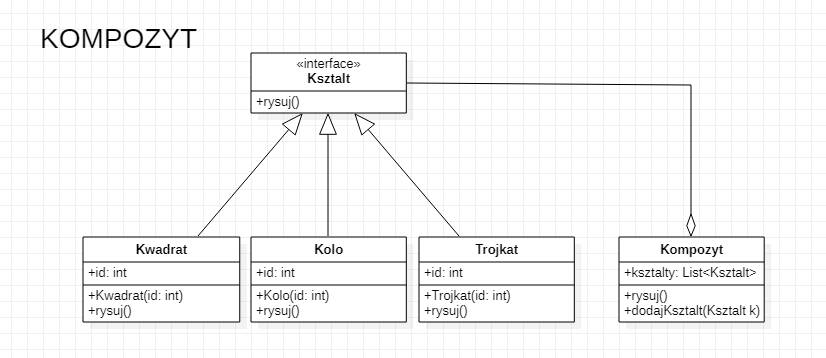 KOMPOZYT
«interface»
Ksztalt
+rysuj()
Kwadrat
+id: int
+Kwadrat(id: int)
+rysuj()
Kolo
+id: int
+Kolo(id: int)
+rysuj()
Trojkat
+id: int
+Trojkat(id: int)
+rysuj()
Kompozyt
+ksztalty: List<Ksztalt>
+rysuj()
+dodajKsztalt(Ksztalt k)